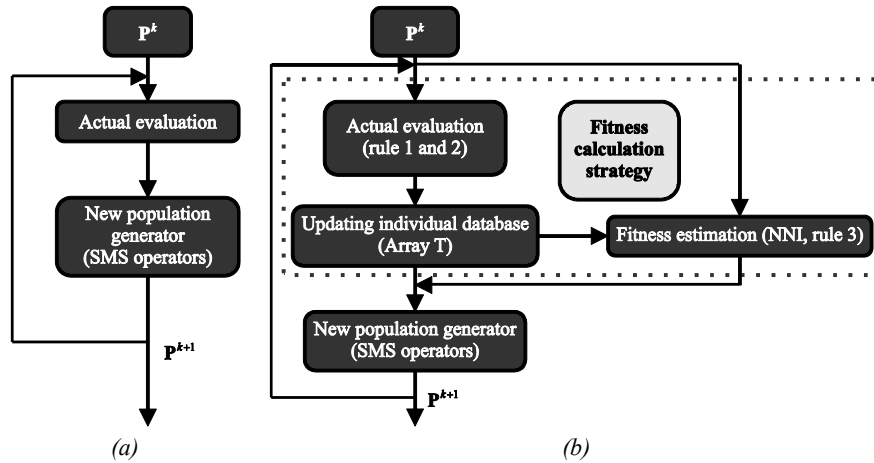 P^k
Actual evaluation
New population
generator
(SMS operators)
P^{k+1}
(a)
P^k
Actual evaluation
(rule 1 and 2)
Fitness
calculation
strategy
Updating individual database
(Array T)
Fitness estimation (NNI, rule 3)
New population generator
(SMS operators)
P^{k+1}
(b)